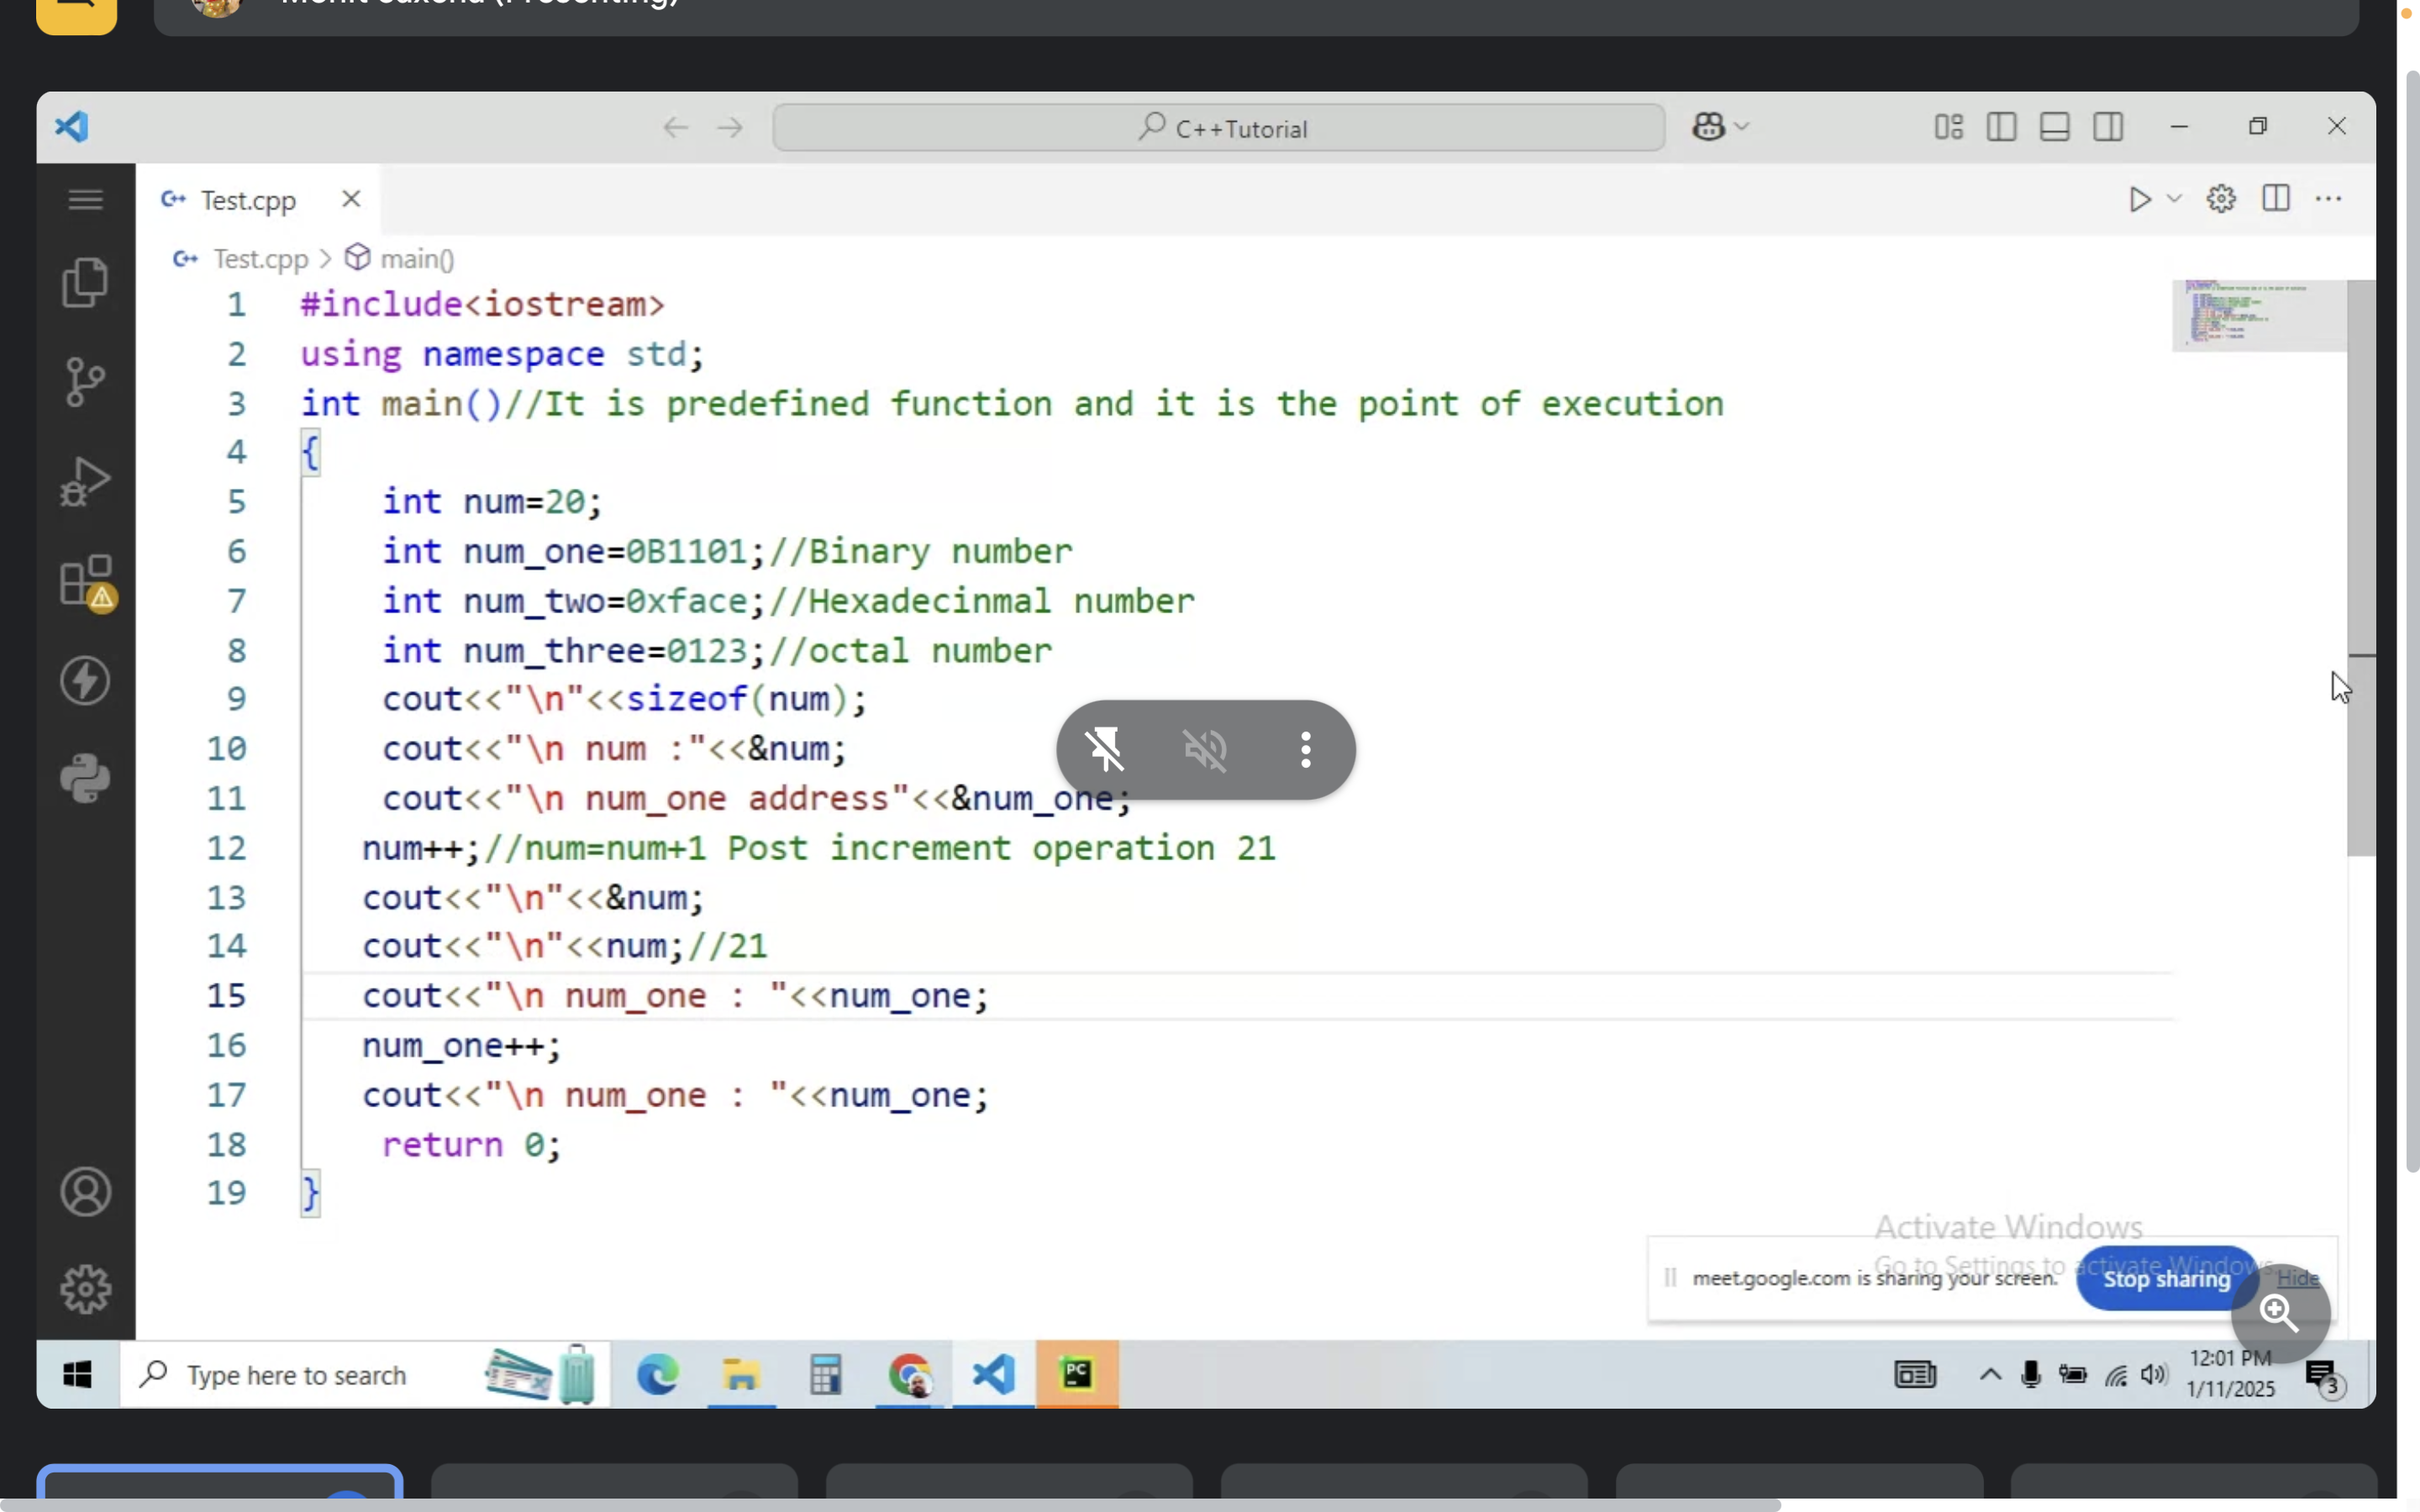 (Presenting)
C++Tutorial
Test.cpp
Test.cpp > main()
1 #include<iostream>
2 using namespace std;
3 int main()//It is predefined function and it is the point of execution
4 {
5 int num=20;
6 int num_one=0B1101;//Binary number
7 int num_two=0xface;//Hexadecinmal number
8 int num_three=0123;//octal number
9 cout<<"\n"<<sizeof(num);
10 cout<<"\n num :"<<&num;
11 cout<<"\n num_one address"<<&num_one;
12 num++;//num=num+1 Post increment operation 21
13 cout<<"\n"<<&num;
14 cout<<"\n"<<num;//21
15 cout<<"\n num_one : "<<num_one;
16 num_one++;
17 cout<<"\n num_one : "<<num_one;
18 return 0;
19 }
Activate Windows
Go to Settings to activate Windows.
meet.google.com is sharing your screen.
Stop sharing
Hide
Type here to search
PC
12:01 PM
1/11/2025
3